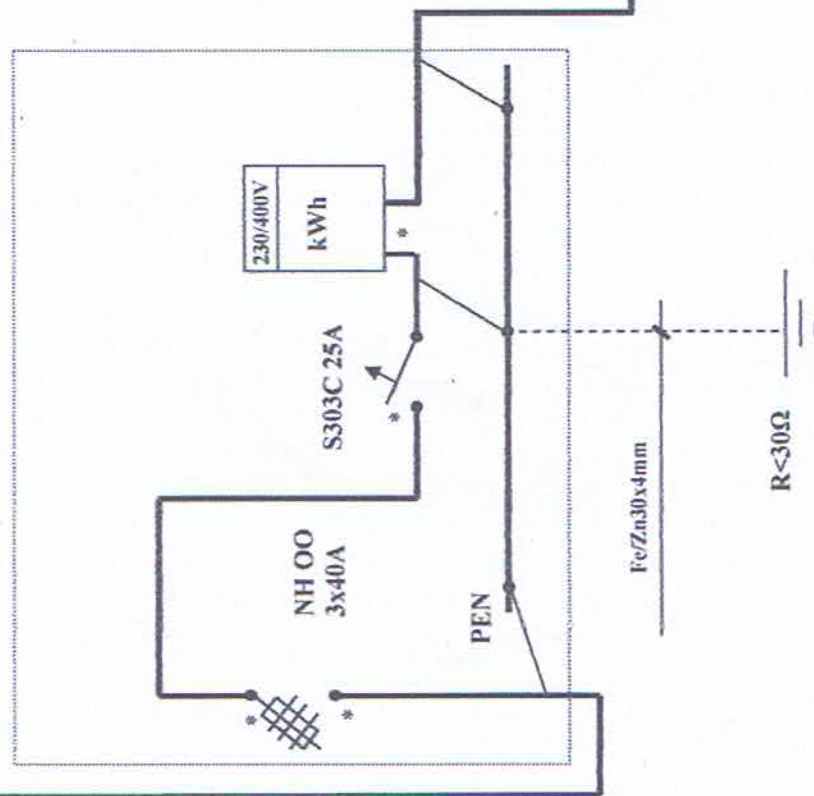 230/400V
kWh
*
S303C 25A
*
NH OO
3x40A
*
*
PEN
Fe/Zn30x4mm
R<30Ω